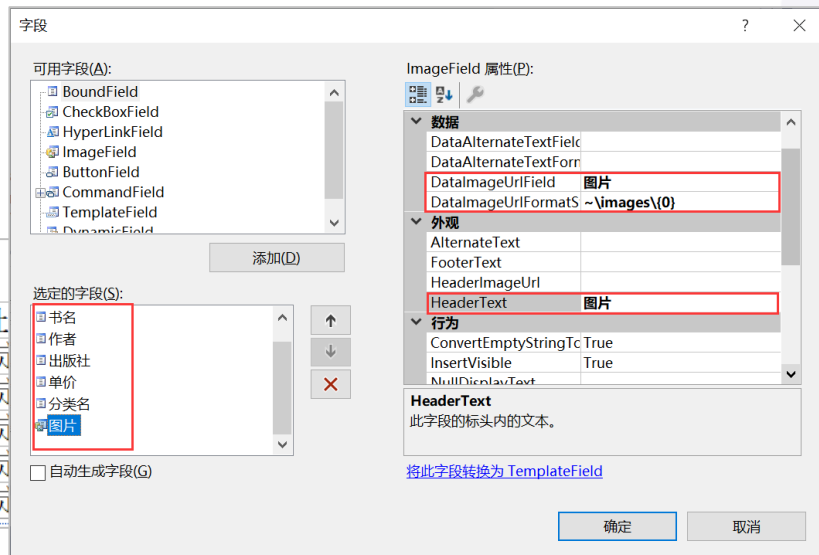 字段
?
可用字段(A):
BoundField
CheckBoxField
HyperLinkField
ImageField
ButtonField
CommandField
TemplateField
DynamicField
添加(D)
选定的字段(S):
书名
作者
出版社
单价
分类名
图片
自动生成字段(G)
ImageField 属性(P):
数据
DataAlternateTextField
DataAlternateTextForn
DataImageUrlField 图片
DataImageUrlFormatS ~\images\{0}
外观
AlternateText
FooterText
HeaderImageUrl
HeaderText 图片
行为
ConvertEmptyStringTo True
InsertVisible True
NullDisplayText
HeaderText
此字段的标头内的文本。
将此字段转换为 TemplateField
确定
取消